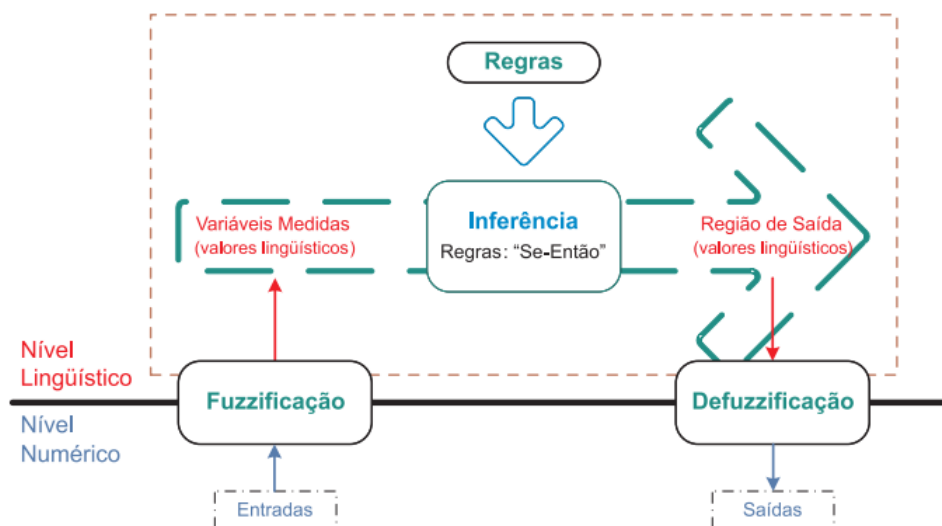 Regras
Inferência
Regras: “Se-Então”
Variáveis Medidas
(valores lingüísticos)
Região de Saída
(valores lingüísticos)
Nível
Lingüístico
Fuzzificação
Defuzzificação
Nível
Numérico
Entradas
Saídas